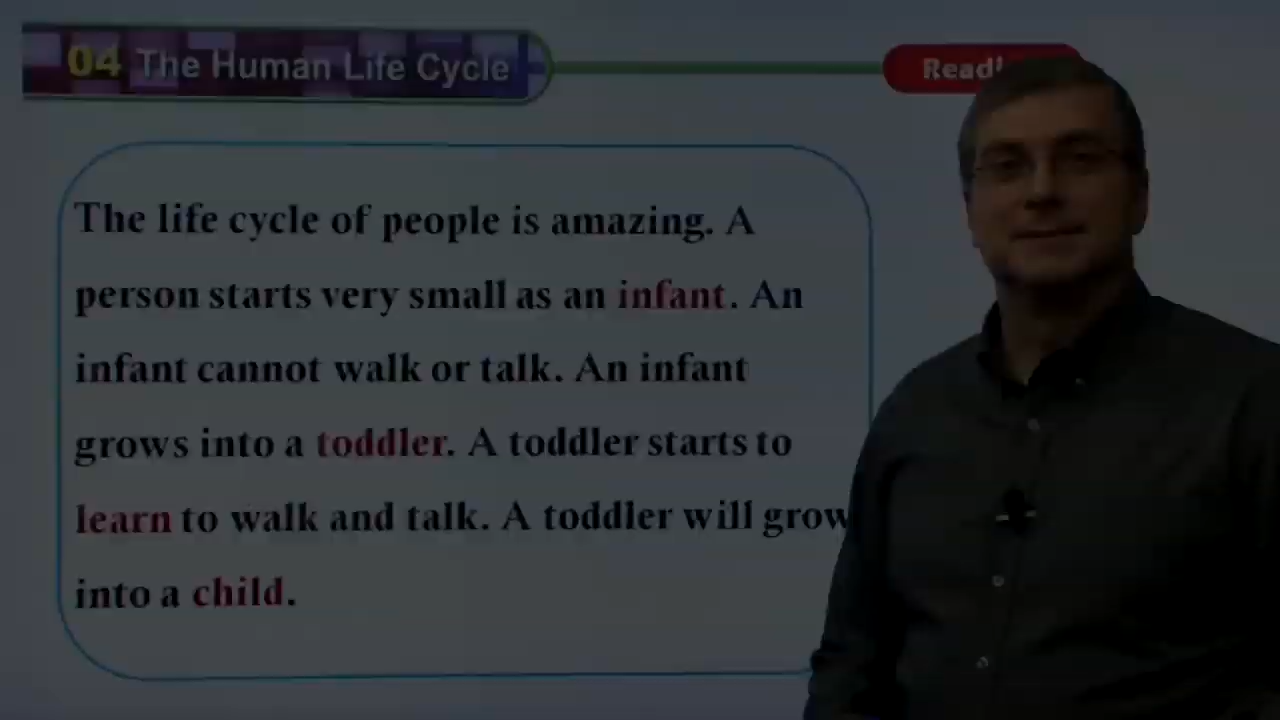 04 The Human Life Cycle
The life cycle of people is amazing. A
person starts very small as an infant. An
infant cannot walk or talk. An infant
grows into a toddler. A toddler starts to
learn to walk and talk. A toddler will grow
into a child.